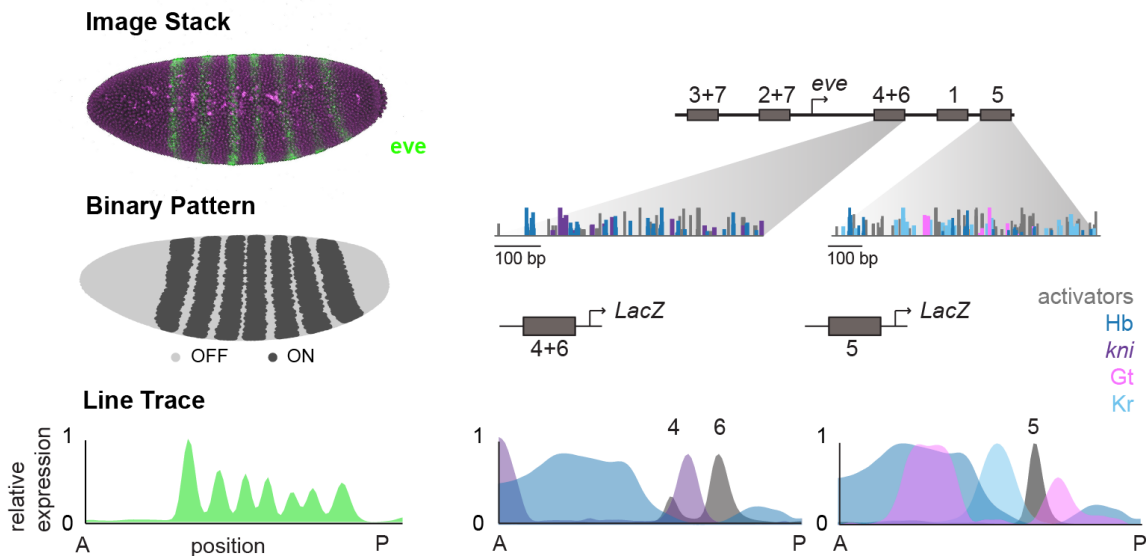 Image Stack
eve
Binary Pattern
OFF ON
Line Trace
relative
expression
1
0
A position P
3+7 2+7 eve 4+6 1 5
100 bp 100 bp
LacZ LacZ
4+6 5
activators
Hb
kni
Gt
Kr
1 4 6
0
A P
1 5
0
A P